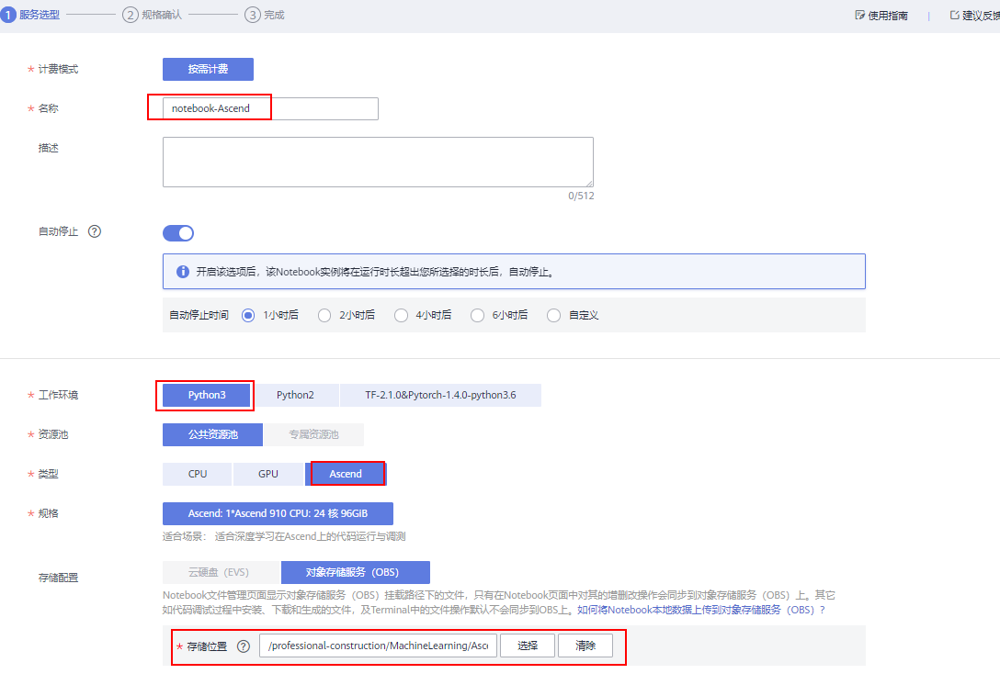 1 服务选型 2 规格确认 3 完成 使用指南 | 建议反馈
* 计费模式 按需计费
* 名称 notebook-Ascend
描述
0/512
自动停止 ?
开启该选项后，该Notebook实例将在运行时长超出您所选择的时长后，自动停止。
自动停止时间 1小时后 2小时后 4小时后 6小时后 自定义
* 工作环境 Python3 Python2 TF-2.1.0&Pytorch-1.4.0-python3.6
* 资源池 公共资源池 专属资源池
* 类型 CPU GPU Ascend
* 规格 Ascend: 1*Ascend 910 CPU: 24 核 96GiB
适合场景： 适合深度学习在Ascend上的代码运行与调测
存储配置 云硬盘（EVS） 对象存储服务（OBS）
Notebook文件管理页面显示对象存储服务（OBS）挂载路径下的文件，只有在Notebook页面中对其的增删改操作会同步到对象存储服务（OBS）上。其它
如代码调试过程中安装、下载和生成的文件，及Terminal中的文件操作默认不会同步到OBS上。如何将Notebook本地数据上传到对象存储服务（OBS）?
* 存储位置 ? /professional-construction/MachineLearning/Asc 选择 清除